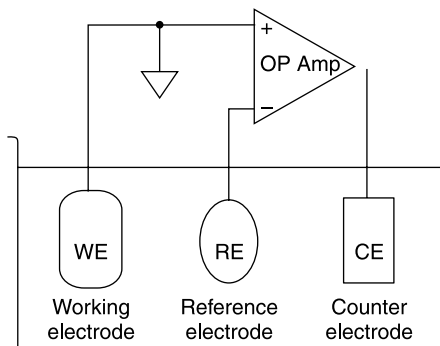 +
OP Amp
−
WE
RE
CE
Working
electrode
Reference
electrode
Counter
electrode